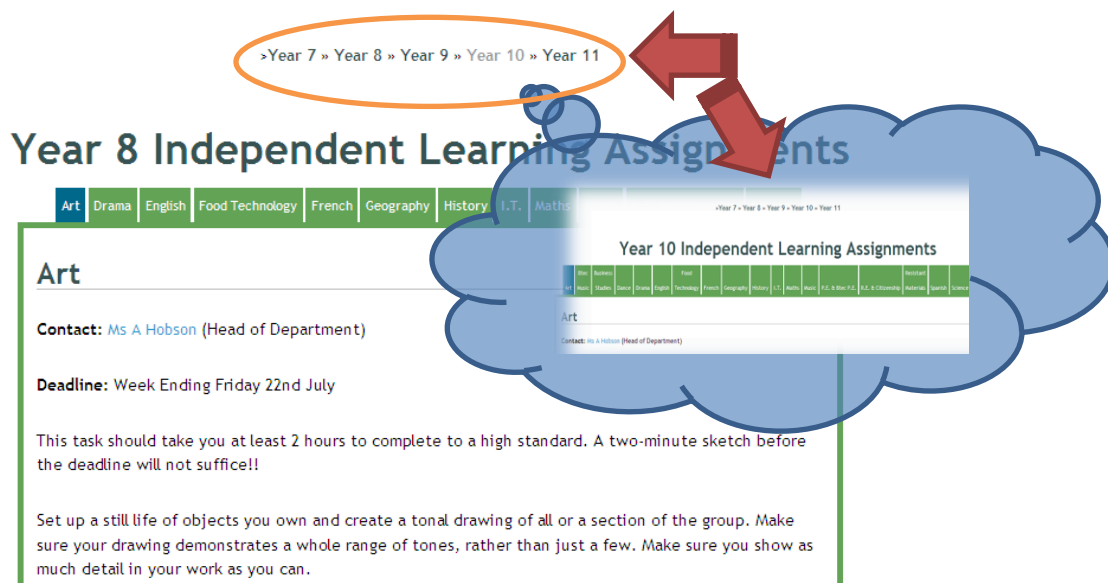 >Year 7 » Year 8 » Year 9 » Year 10 » Year 11
Year 8 Independent Learning Assignments
Art Drama English Food Technology French Geography History I.T. Maths
»Year 7 » Year 8 » Year 9 » Year 10 » Year 11
Year 10 Independent Learning Assignments
Art Bloc Music Business Studies Dance Drama English Food Technology French Geography History I.T. Maths Music P.E. & Bloc P.E. R.E. & Citizenship Resistant Materials Spanish Science
Art
Contact: Ms A Hobson (Head of Department)
Art
Contact: Ms A Hobson (Head of Department)
Deadline: Week Ending Friday 22nd July
This task should take you at least 2 hours to complete to a high standard. A two-minute sketch before
the deadline will not suffice!!
Set up a still life of objects you own and create a tonal drawing of all or a section of the group. Make
sure your drawing demonstrates a whole range of tones, rather than just a few. Make sure you show as
much detail in your work as you can.